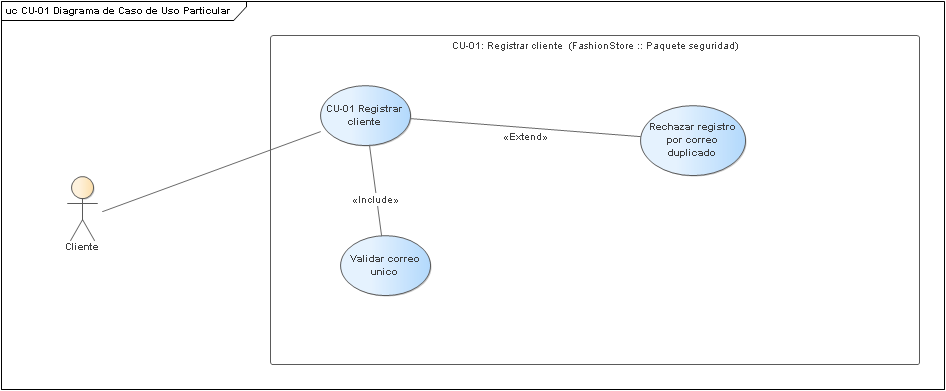 uc CU-01 Diagrama de Caso de Uso Particular
CU-01: Registrar cliente (FashionStore :: Paquete seguridad)
CU-01 Registrar
cliente
«Extend»
Rechazar registro
por correo
duplicado
«Include»
Cliente
Validar correo
unico